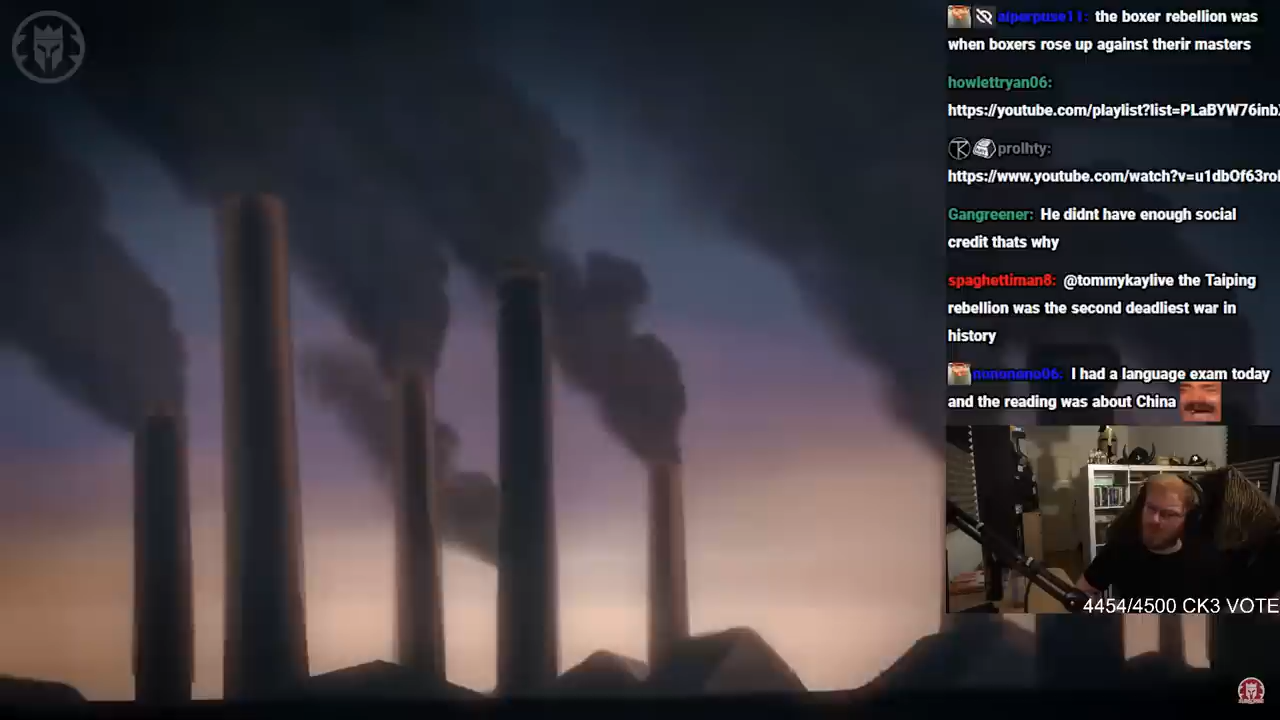 aiperpuse11: the boxer rebellion was
when boxers rose up against therir masters
howlettryan06:
https://youtube.com/playlist?list=PLaBYW76inb
prolhty:
https://www.youtube.com/watch?v=u1dbOf63ro
Gangreener: He didnt have enough social
credit thats why
spaghettiman8: @tommykaylive the Taiping
rebellion was the second deadliest war in
history
I had a language exam today
and the reading was about China
4454/4500 CK3 VOTE